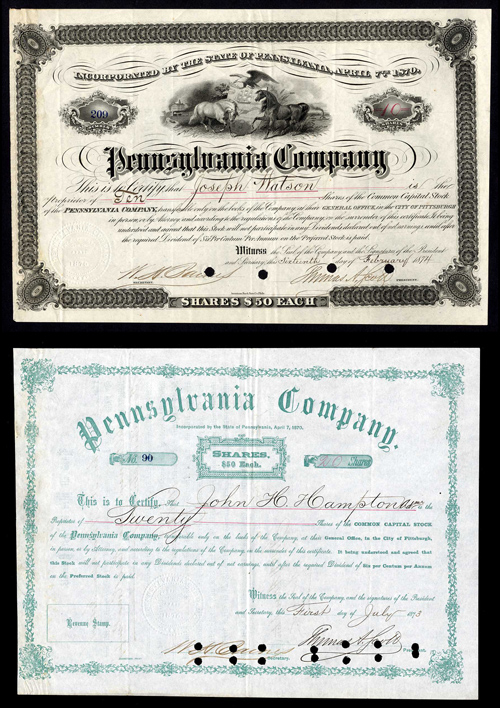 INCORPORATED BY THE STATE OF PENNSYLVANIA, APRIL 7TH 1870.
209
10
Pennsylvania Company
This is to Certify that Joseph Watson is the
Proprietor of Ten Shares of the Common Capital Stock
of the PENNSYLVANIA COMPANY, transferable only on the books of the Company at their GENERAL OFFICE, in the CITY OF PITTSBURGH
in person or by Attorney and according to the regulations of the Company, on the surrender of this certificate. It being
understood and agreed that this Stock will not participate in any Dividends declared out of net earnings until after
the required Dividend of Six Per Centum Per Annum on the Preferred Stock is paid.
Witness the Seal of the Company and the Signatures of the President
and Secretary, this Sixteenth day of February 1874
SECRETARY.
Thomas A. Scott
PRESIDENT.
SHARES $50 EACH
Pennsylvania Company.
Incorporated by the State of Pennsylvania, April 7, 1870.
No. 90
SHARES,
$50 Each.
Shares
This is to Certify, That John H. Hampton is the
Proprietor of Twenty Shares of the COMMON CAPITAL STOCK
of the Pennsylvania Company, transferable only on the books of the Company, at their General Office, in the City of Pittsburgh,
in person, or by Attorney, and according to the regulations of the Company, on the surrender of this certificate. It being understood and agreed that
this Stock will not participate in any Dividends declared out of net earnings, until after the required Dividend of Six per Centum per Annum
on the Preferred Stock is paid.
Witness the Seal of the Company, and the signatures of the President
and Secretary, this First day of July 1873
Revenue Stamp.
Thomas A. Scott
Secretary.
President.